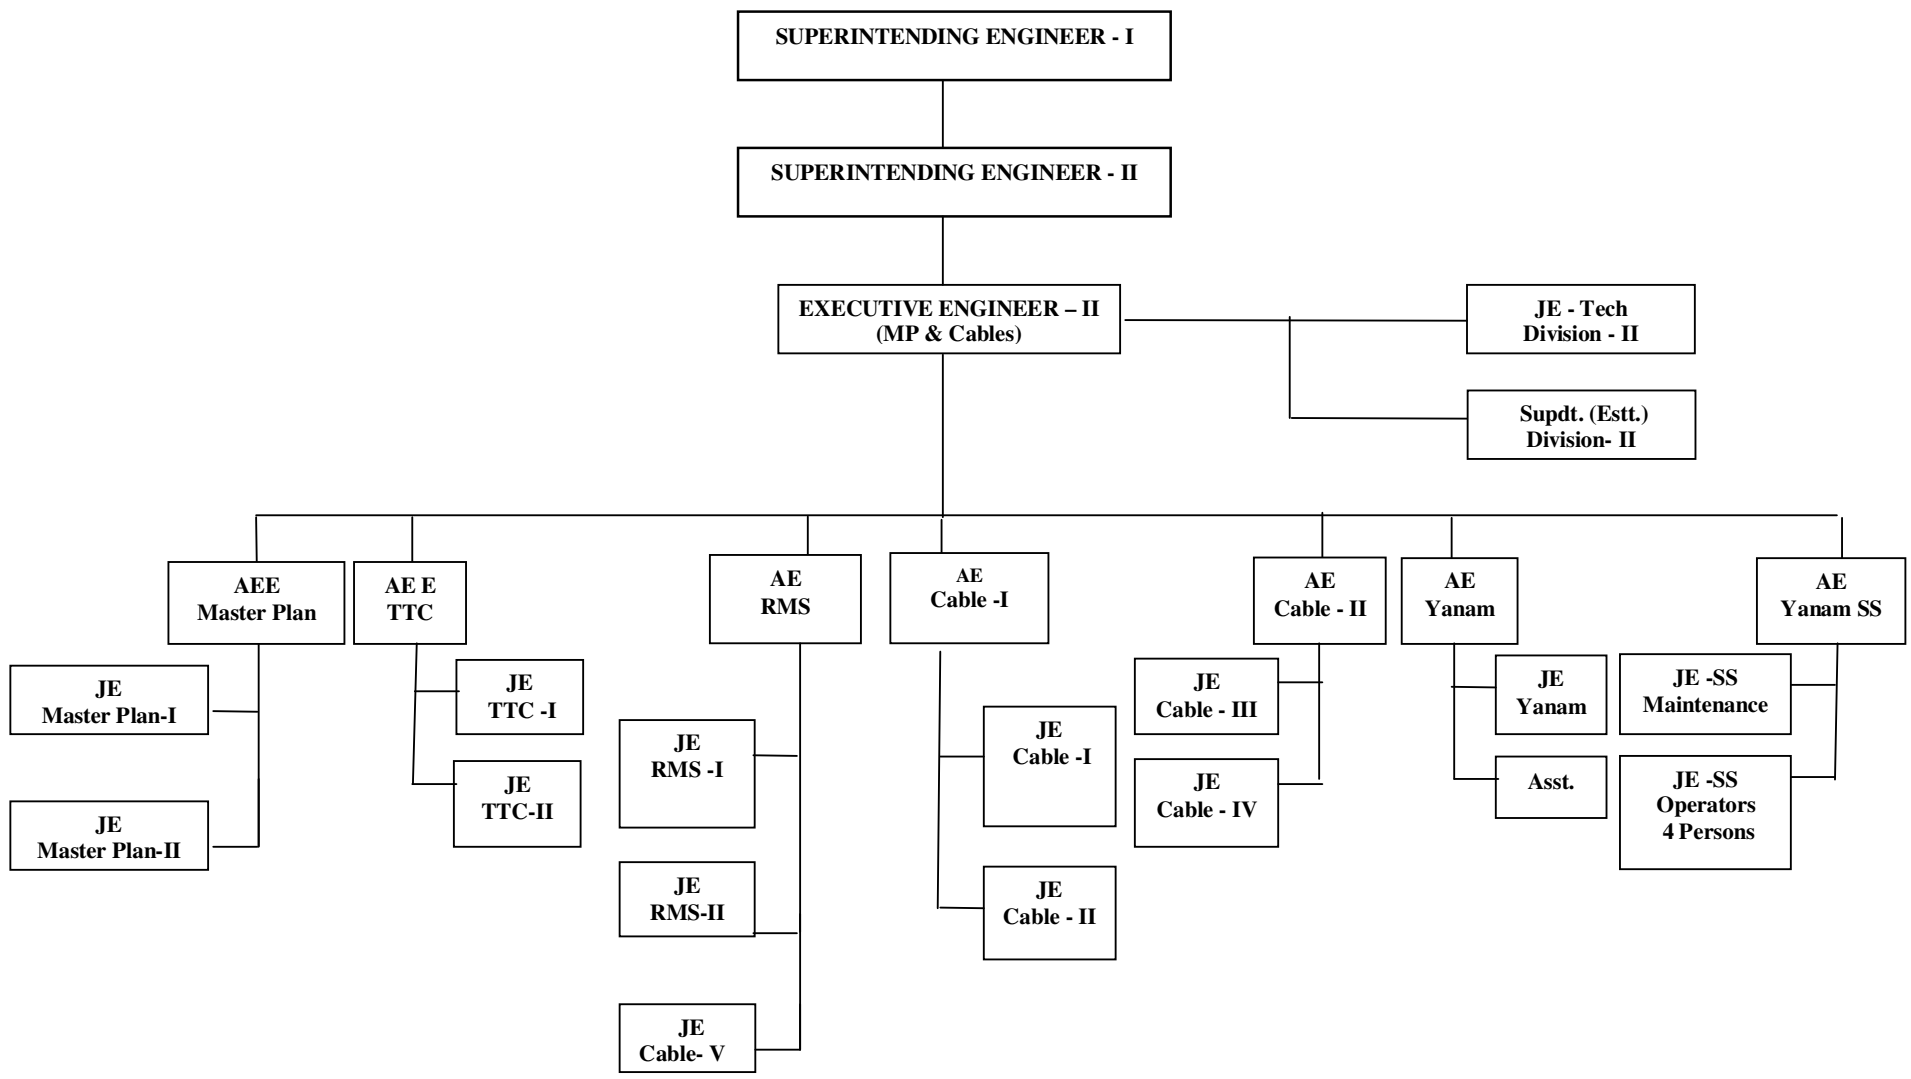 SUPERINTENDING ENGINEER - I
SUPERINTENDING ENGINEER - II
EXECUTIVE ENGINEER – II
(MP & Cables)
JE - Tech
Division - II
Supdt. (Estt.)
Division- II
AEE
Master Plan
AE E
TTC
AE
RMS
AE
Cable -I
AE
Cable - II
AE
Yanam
AE
Yanam SS
JE
Master Plan-I
JE
Master Plan-II
JE
TTC -I
JE
TTC-II
JE
RMS -I
JE
RMS-II
JE
Cable- V
JE
Cable -I
JE
Cable - II
JE
Cable - III
JE
Cable - IV
JE
Yanam
Asst.
JE -SS
Maintenance
JE -SS
Operators
4 Persons